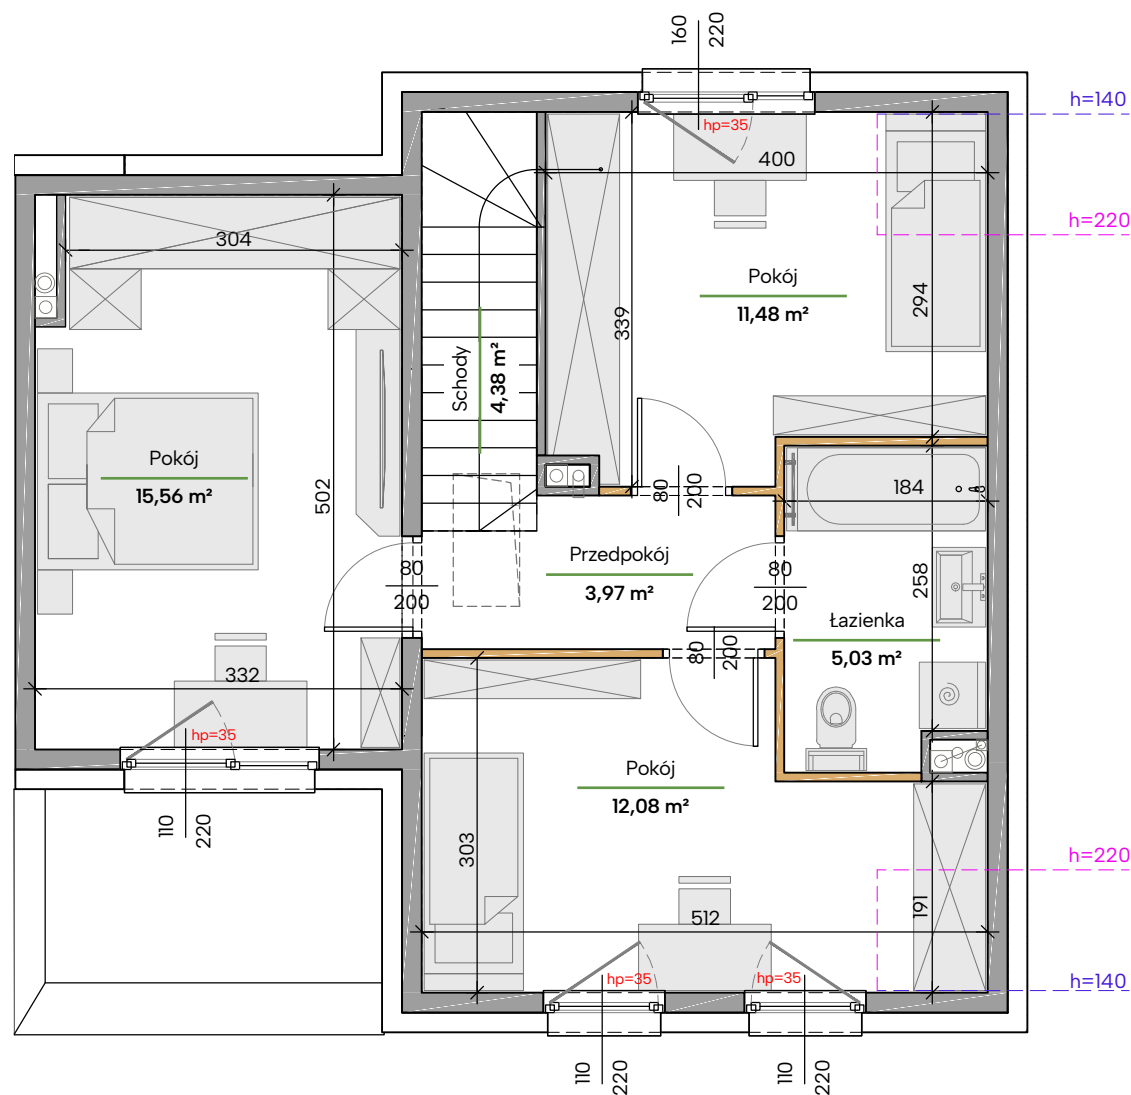 160
220
h=140
hp=35
400
h=220
304
Pokój
11,48 m²
294
339
Schody
4,38 m²
Pokój
15,56 m²
502
184
80
200
Przedpokój
3,97 m²
80
200
80
200
258
Łazienka
5,03 m²
80
200
332
hp=35
Pokój
12,08 m²
110
220
303
h=220
191
512
hp=35
hp=35
h=140
110
220
110
220